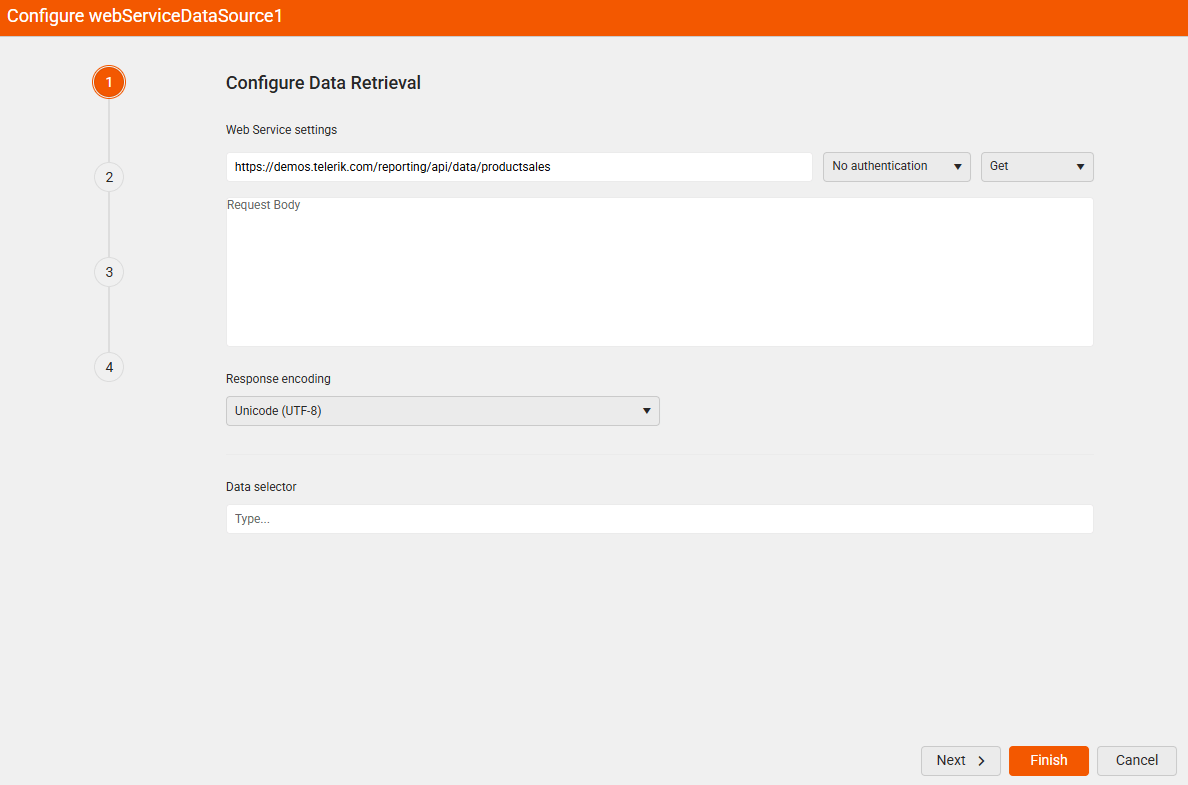 Configure webServiceDataSource1
1
Configure Data Retrieval
Web Service settings
https://demos.telerik.com/reporting/api/data/productsales
No authentication
Get
2
Request Body
3
4
Response encoding
Unicode (UTF-8)
Data selector
Type...
Next
Finish
Cancel